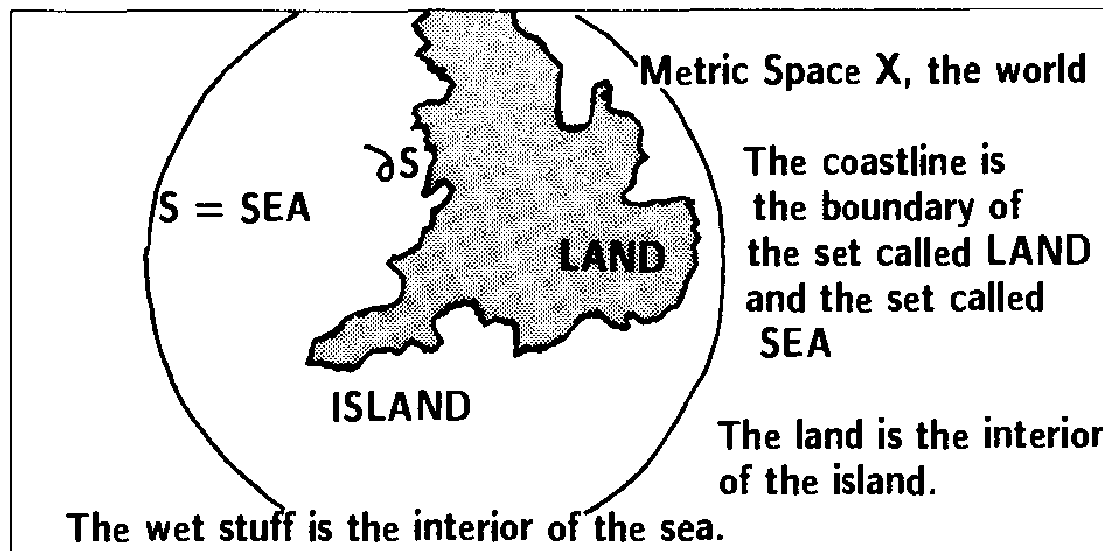 Metric Space X, the world
∂S
S = SEA
The coastline is
the boundary of
the set called LAND
and the set called
SEA
LAND
ISLAND
The land is the interior
of the island.
The wet stuff is the interior of the sea.